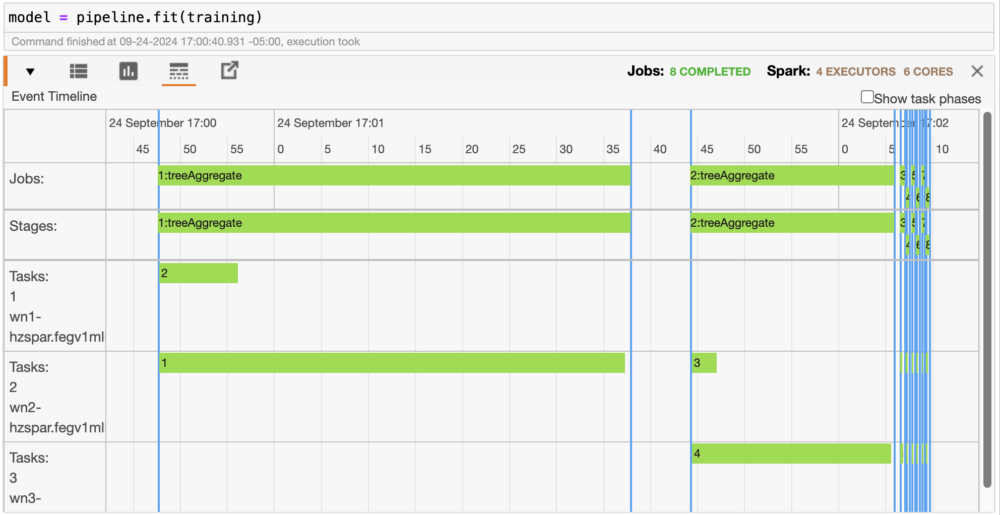 model = pipeline.fit(training)
Command finished at 09-24-2024 17:00:40.931 -05:00, execution took
Jobs: 8 COMPLETED Spark: 4 EXECUTORS 6 CORES
Event Timeline
Show task phases
24 September 17:00 24 September 17:01 24 September 17:02
45 50 55 0 5 10 15 20 25 30 35 40 45 50 55 0 5 10
Jobs: 1:treeAggregate 2:treeAggregate 3 5 7
4 6 8
Stages: 1:treeAggregate 2:treeAggregate 3 5 7
4 6 8
Tasks: 2
1
wn1-
hzspar.fegv1mli
Tasks: 1 3
2
wn2-
hzspar.fegv1mli
Tasks: 4
3
wn3-